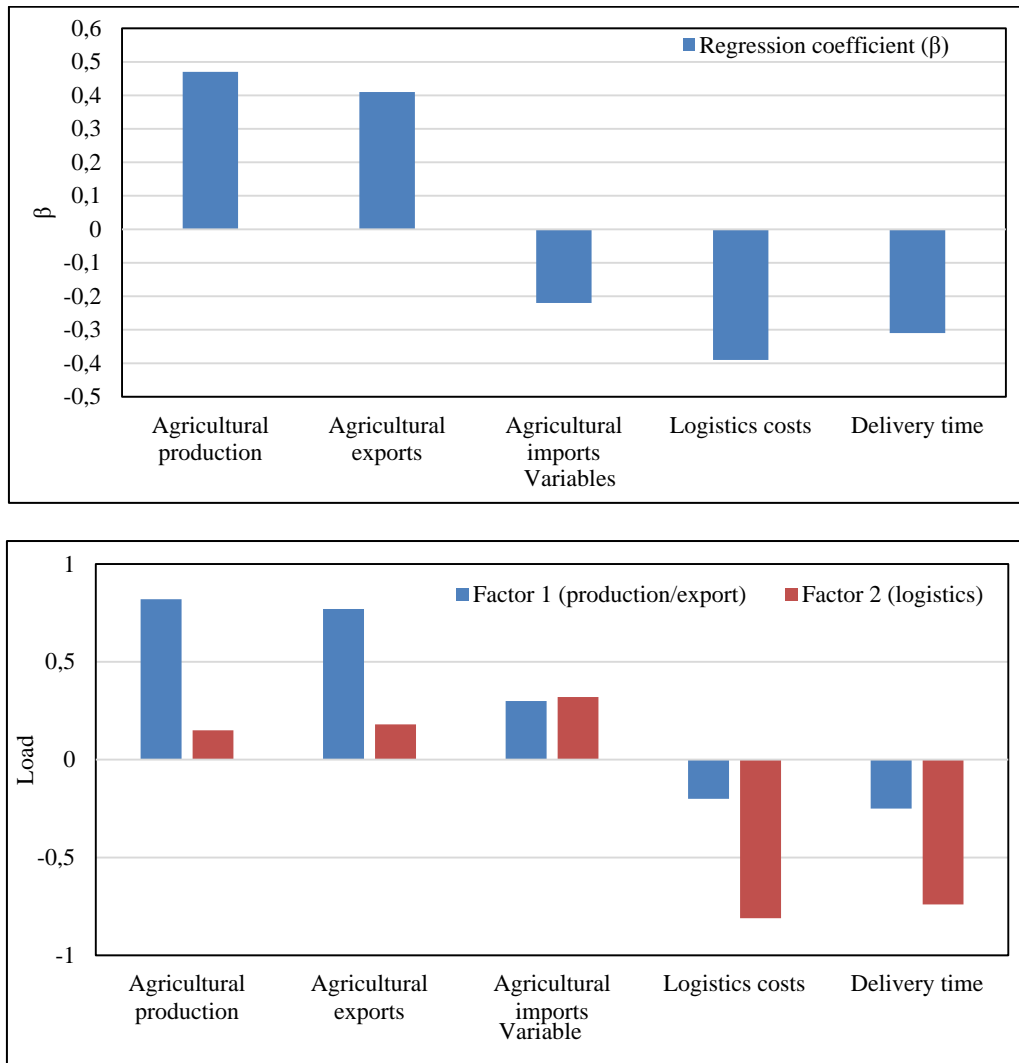 0,6
Regression coefficient (β)
0,5
0,4
0,3
0,2
0,1
β
0
-0,1
-0,2
-0,3
-0,4
-0,5
Agricultural production
Agricultural exports
Agricultural imports
Logistics costs
Delivery time
Variables
1
Factor 1 (production/export)
Factor 2 (logistics)
0,5
Load
0
-0,5
-1
Agricultural production
Agricultural exports
Agricultural imports
Logistics costs
Delivery time
Variable